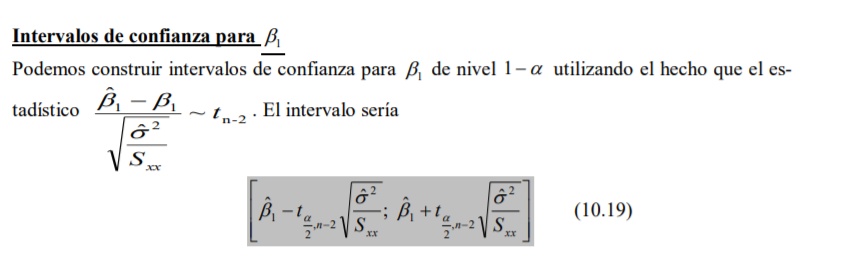 Intervalos de confianza para β₁
Podemos construir intervalos de confianza para β₁ de nivel 1−α utilizando el hecho que el es-
tadístico (β̂₁ − β₁) / √(σ̂² / Sₓₓ) ~ tₙ₋₂ . El intervalo sería
[ β̂₁ − t_{α/2, n−2} √(σ̂² / Sₓₓ) ; β̂₁ + t_{α/2, n−2} √(σ̂² / Sₓₓ) ] (10.19)